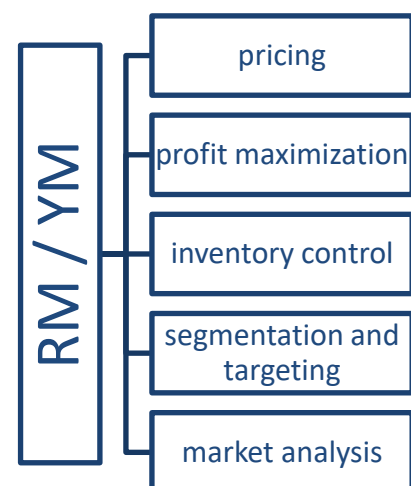 RM / YM
pricing
profit maximization
inventory control
segmentation and
targeting
market analysis